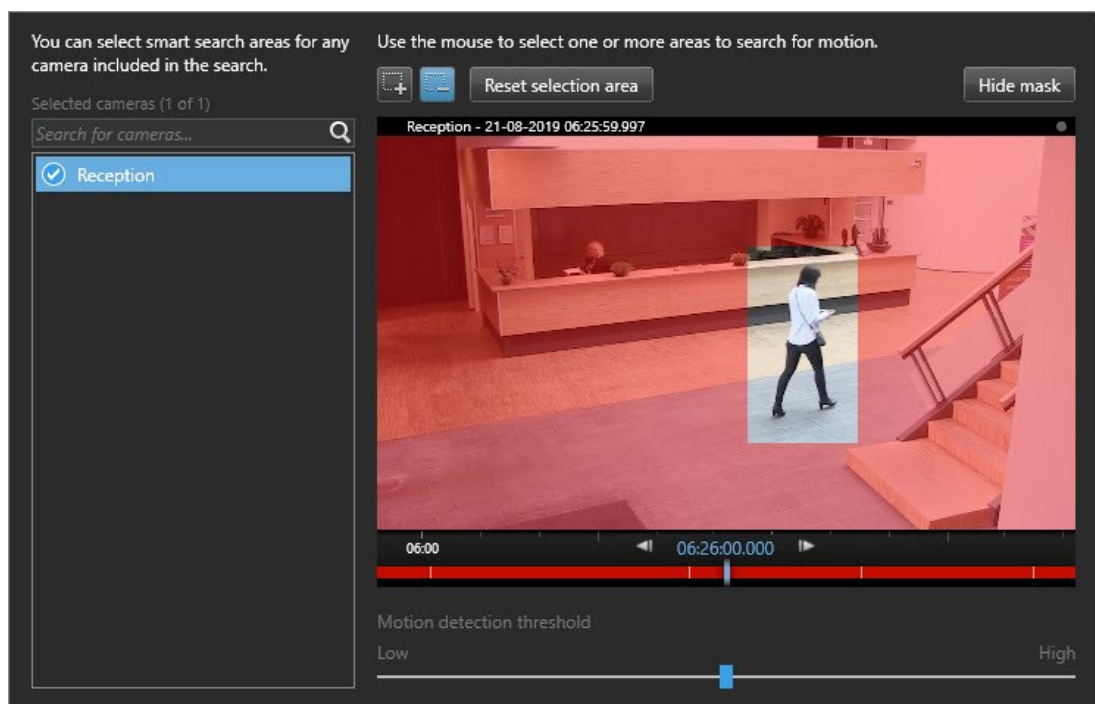 You can select smart search areas for any
camera included in the search.
Selected cameras (1 of 1)
Search for cameras...
Reception
Use the mouse to select one or more areas to search for motion.
Reset selection area
Hide mask
Reception - 21-08-2019 06:25:59.997
06:00
06:26:00.000
Motion detection threshold
Low
High